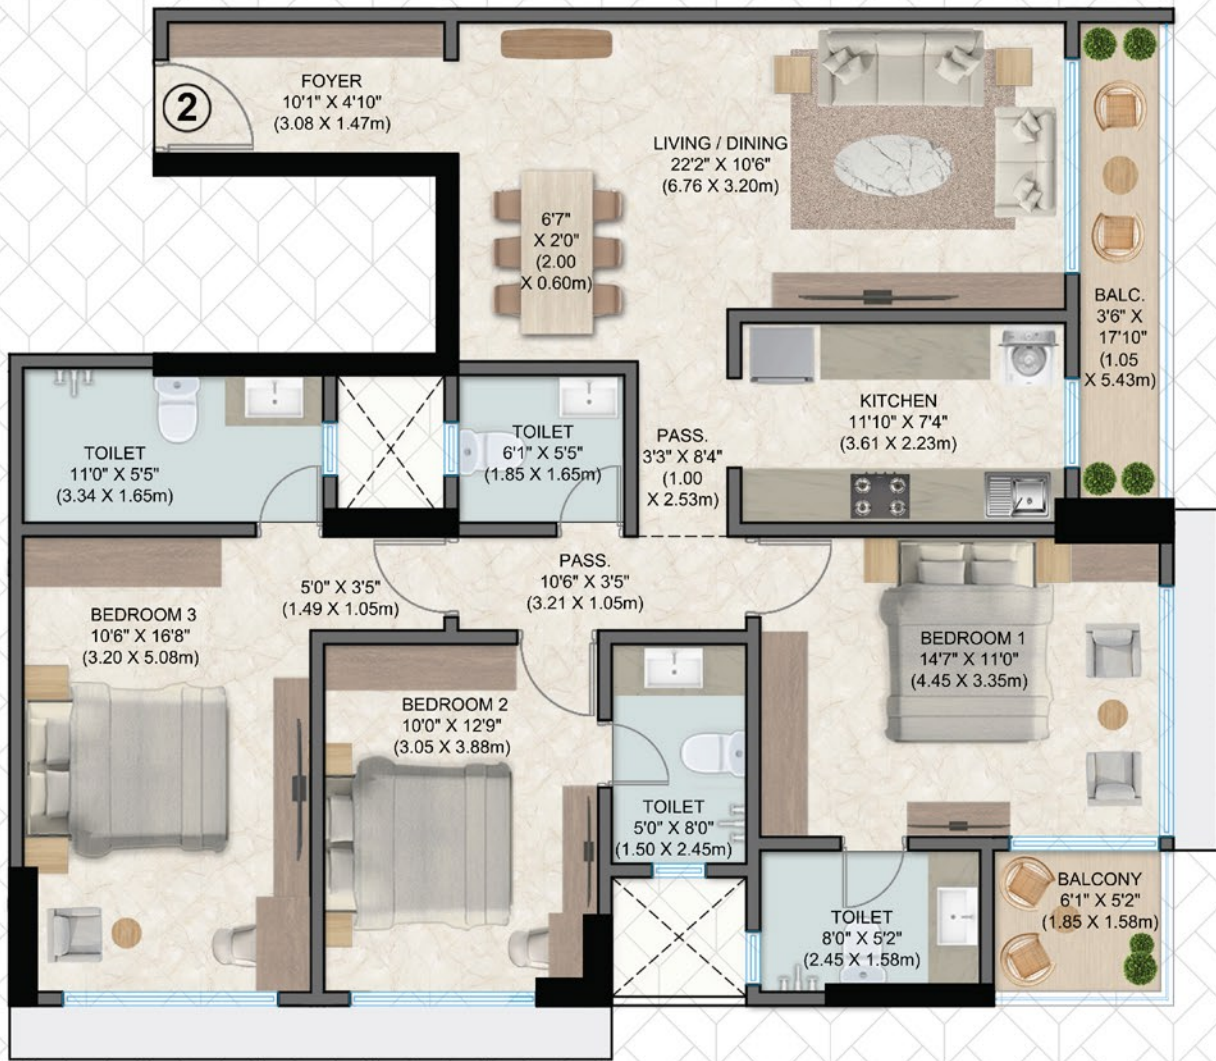 2
FOYER
10'1" X 4'10"
(3.08 X 1.47m)
LIVING / DINING
22'2" X 10'6"
(6.76 X 3.20m)
6'7"
X 2'0"
(2.00
X 0.60m)
BALC.
3'6" X
17'10"
(1.05
X 5.43m)
KITCHEN
11'10" X 7'4"
(3.61 X 2.23m)
PASS.
3'3" X 8'4"
(1.00
X 2.53m)
TOILET
11'0" X 5'5"
(3.34 X 1.65m)
TOILET
6'1" X 5'5"
(1.85 X 1.65m)
PASS.
10'6" X 3'5"
(3.21 X 1.05m)
5'0" X 3'5"
(1.49 X 1.05m)
BEDROOM 3
10'6" X 16'8"
(3.20 X 5.08m)
BEDROOM 2
10'0" X 12'9"
(3.05 X 3.88m)
BEDROOM 1
14'7" X 11'0"
(4.45 X 3.35m)
TOILET
5'0" X 8'0"
(1.50 X 2.45m)
TOILET
8'0" X 5'2"
(2.45 X 1.58m)
BALCONY
6'1" X 5'2"
(1.85 X 1.58m)